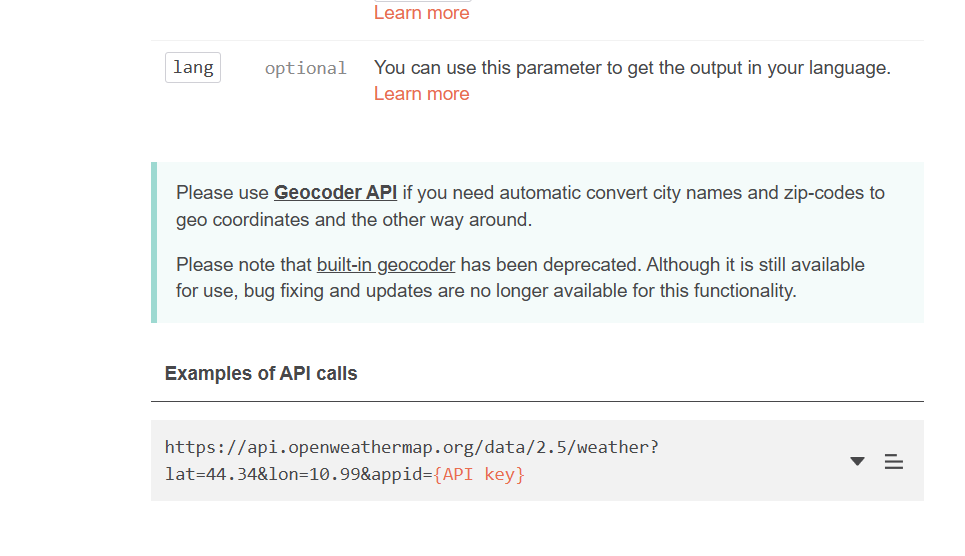 Learn more
lang optional You can use this parameter to get the output in your language.
Learn more
Please use Geocoder API if you need automatic convert city names and zip-codes to
geo coordinates and the other way around.
Please note that built-in geocoder has been deprecated. Although it is still available
for use, bug fixing and updates are no longer available for this functionality.
Examples of API calls
https://api.openweathermap.org/data/2.5/weather?
lat=44.34&lon=10.99&appid={API key}